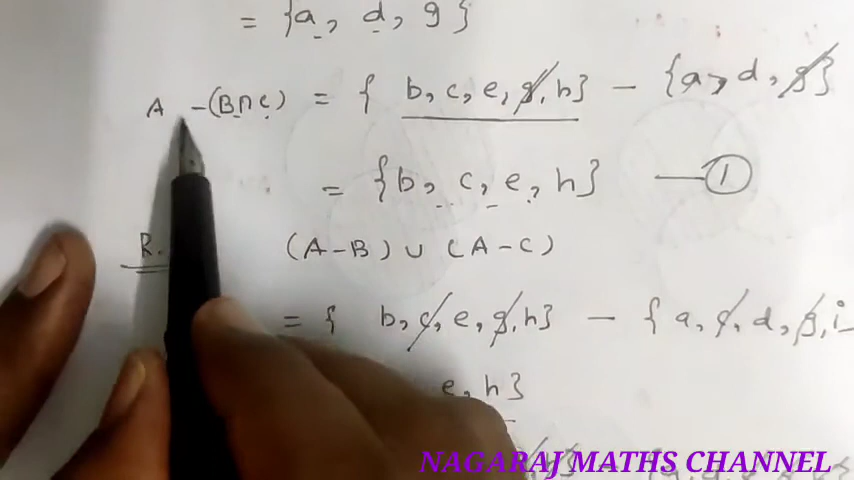 = {a, d, g}
A - (B∩C) = { b, c, e, g, h} - {a, d, g}
= {b, c, e, h} — 1
R.
(A-B) ∪ (A-C)
= { b, c, e, g, h} - { a, c, d, g, i
e, h}
NAGARAJ MATHS CHANNEL